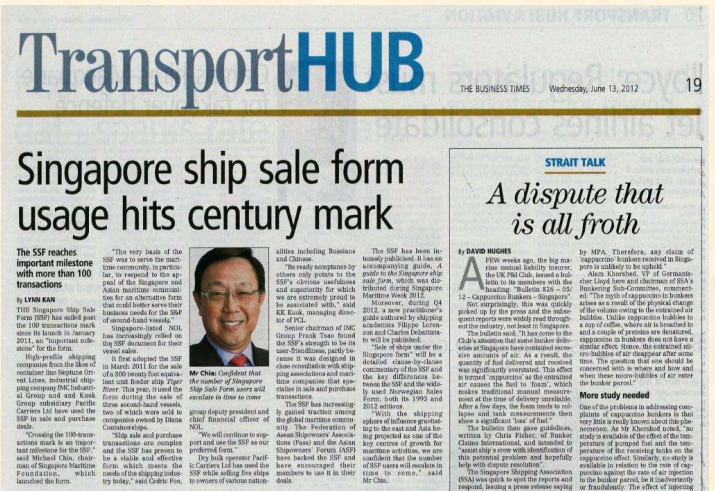 TransportHUB
THE BUSINESS TIMES Wednesday, June 13, 2012 19
Singapore ship sale form
usage hits century mark
The SSF reaches
important milestone
with more than 100
transactions
By LYNN KAN
THE Singapore Ship Sale
Form (SSF) has sailed past
the 100 transactions mark
since its launch in January
2011, an "important mile-
stone" for the form.
High-profile shipping
companies from the likes of
container line Neptune Ori-
ent Lines, industrial ship-
ping company IMC Industri-
al Group and and Kuok
Group subsidiary Pacific
Carriers Ltd have used the
SSF in sale and purchase
deals.
"Crossing the 100-trans-
actions mark is an impor-
tant milestone for the SSF,"
said Michael Chia, chair-
man of Singapore Maritime
Foundation, which
launched the form.
"The very basis of the
SSF was to serve the mari-
time community, in particu-
lar, to respond to the ap-
peal of the Singapore and
Asian maritime communi-
ties for an alternative form
that could better serve their
business needs for the S&P
of second-hand vessels."
Singapore-listed NOL
has increasingly relied on
the SSF document for its
vessel sales.
It first adopted the SSF
in March 2011 for the sale
of a 300 twenty foot equiva-
lent unit feeder ship Tiger
River. This year, it used the
form during the sale of
three second-hand vessels,
two of which were sold to
companies owned by Diana
Containerships.
"Ship sale and purchase
transactions are complex
and the SSF has proven to
be a viable and effective
form which meets the
needs of the shipping indus-
try today," said Cedric Foo,
Mr Chia: Confident that
the number of Singapore
Ship Sale Form users will
escalate in time to come
group deputy president and
chief financial officer of
NOL.
"We will continue to sup-
port and use the SSF as our
preferred form."
Dry bulk operator Pacif-
ic Carriers Ltd has used the
SSF while selling five ships
to owners of various nation-
alities including Russians
and Chinese.
"Its ready acceptance by
others only points to the
SSF's obvious usefulness
and superiority for which
we are extremely proud to
be associated with," said
KK Kuok, managing direc-
tor of PCL.
Senior chairman of IMC
Group Frank Tsao found
the SSF's strength to be its
user-friendliness, partly be-
cause it was designed in
close consultation with ship-
ping associations and mari-
time companies that spe-
cialise in sale and purchase
transactions.
The SSF has increasing-
ly gained traction among
the global maritime commu-
nity. The Federation of
Asean Shipowners' Associa-
tions (Fasa) and the Asian
Shipowners' Forum (ASF)
have backed the SSF and
have encouraged their
members to use it in their
deals.
The SSF has been in-
tensely publicised. It has an
accompanying guide, A
guide to the Singapore ship
sale form, which was dis-
tributed during Singapore
Maritime Week 2012.
Moreover, during Q4
2012, a new practitioner's
guide authored by shipping
academics Filippo Loren-
zon and Charles Debattista-
to will be published.
"Sale of ships under the
Singapore form" will be a
detailed clause-by-clause
commentary of the SSF and
the key differences be-
tween the SSF and the wide-
ly used Norwegian Sales
Form, both its 1993 and
2012 editions.
"With the shipping
sphere of influence gravitat-
ing to the east and Asia be-
ing projected as one of the
key centres of growth for
maritime activities, we are
confident that the number
of SSF users will escalate in
time to come," said
Mr Chia.
STRAIT TALK
A dispute that
is all froth
By DAVID HUGHES
A FEW weeks ago, the big ma-
rine mutual liability insurer,
the UK P&I Club, issued a bul-
letin to its members with the
heading: "Bulletin 826 – 05/
12 – Cappuccino Bunkers – Singapore".
Not surprisingly, this was quickly
picked up by the press and the subse-
quent reports were widely read through-
out the industry, not least in Singapore.
The bulletin said: "It has come to the
Club's attention that some bunker deliv-
eries at Singapore have contained exces-
sive amounts of air. As a result, the
quantity of fuel delivered and received
was significantly overstated. This effect
is termed 'cappuccino' as the entrained
air causes the fuel to 'foam', which
makes traditional manual measure-
ment at the time of delivery unreliable.
After a few days, the foam tends to col-
lapse and tank measurements then
show a significant 'loss' of fuel."
The bulletin then gave guidelines,
written by Chris Fisher, of Bunker
Claims International, and intended to
"assist ship's crew with identification of
this potential problem and hopefully
help with dispute resolution".
The Singapore Shipping Association
(SSA) was quick to spot the reports and
respond, issuing a press release saying
by MPA. Therefore, any claim of
'cappuccino' bunkers received in Singa-
pore is unlikely to be upheld."
Alam Khorshed, VP of Germanis-
cher Lloyd here and chairman of SSA's
Bunkering Sub-Committee, comment-
ed: "The myth of cappuccino in bunkers
arises as a result of the physical change
of the volume owing to the entrained air
bubbles. Unlike cappuccino bubbles in
a cup of coffee, where air is breathed in
and a couple of protons are denatured,
cappuccino in bunkers does not have a
similar effect. Hence, the entrained mi-
cro-bubbles of air disappear after some
time. The question that one should be
concerned with is where and how and
when these micro-bubbles of air enter
the bunker parcel."
More study needed
One of the problems in addressing com-
plaints of cappuccino bunkers is that
very little is really known about this phe-
nomenon. As Mr Khorshed noted, "no
study is available of the effect of the tem-
perature of pumped fuel and the tem-
perature of the receiving tanks on the
cappuccino effect. Similarly, no study is
available in relation to the rate of cap-
puccino against the rate of air injection
to the bunker parcel, be it inadvertently
or fraudulently. The effect of injecting